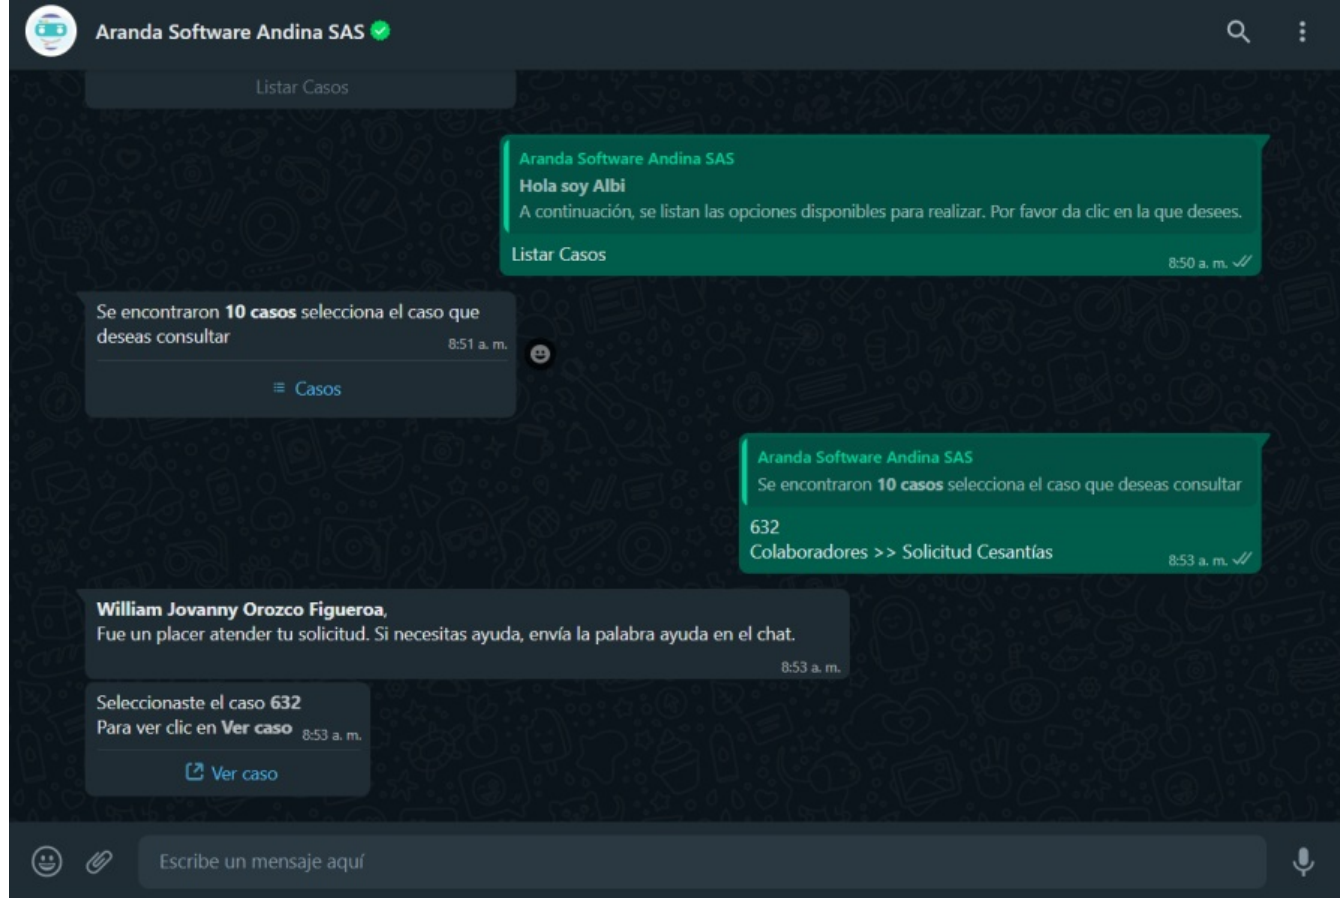 Aranda Software Andina SAS
Listar Casos
Aranda Software Andina SAS
Hola soy Albi
A continuación, se listan las opciones disponibles para realizar. Por favor da clic en la que desees.
Listar Casos
8:50 a. m.
Se encontraron 10 casos selecciona el caso que
deseas consultar
8:51 a. m.
Casos
Aranda Software Andina SAS
Se encontraron 10 casos selecciona el caso que deseas consultar
632
Colaboradores >> Solicitud Cesantías
8:53 a. m.
William Jovanny Orozco Figueroa,
Fue un placer atender tu solicitud. Si necesitas ayuda, envía la palabra ayuda en el chat.
8:53 a. m.
Seleccionaste el caso 632
Para ver clic en Ver caso 8:53 a. m.
Ver caso
Escribe un mensaje aquí